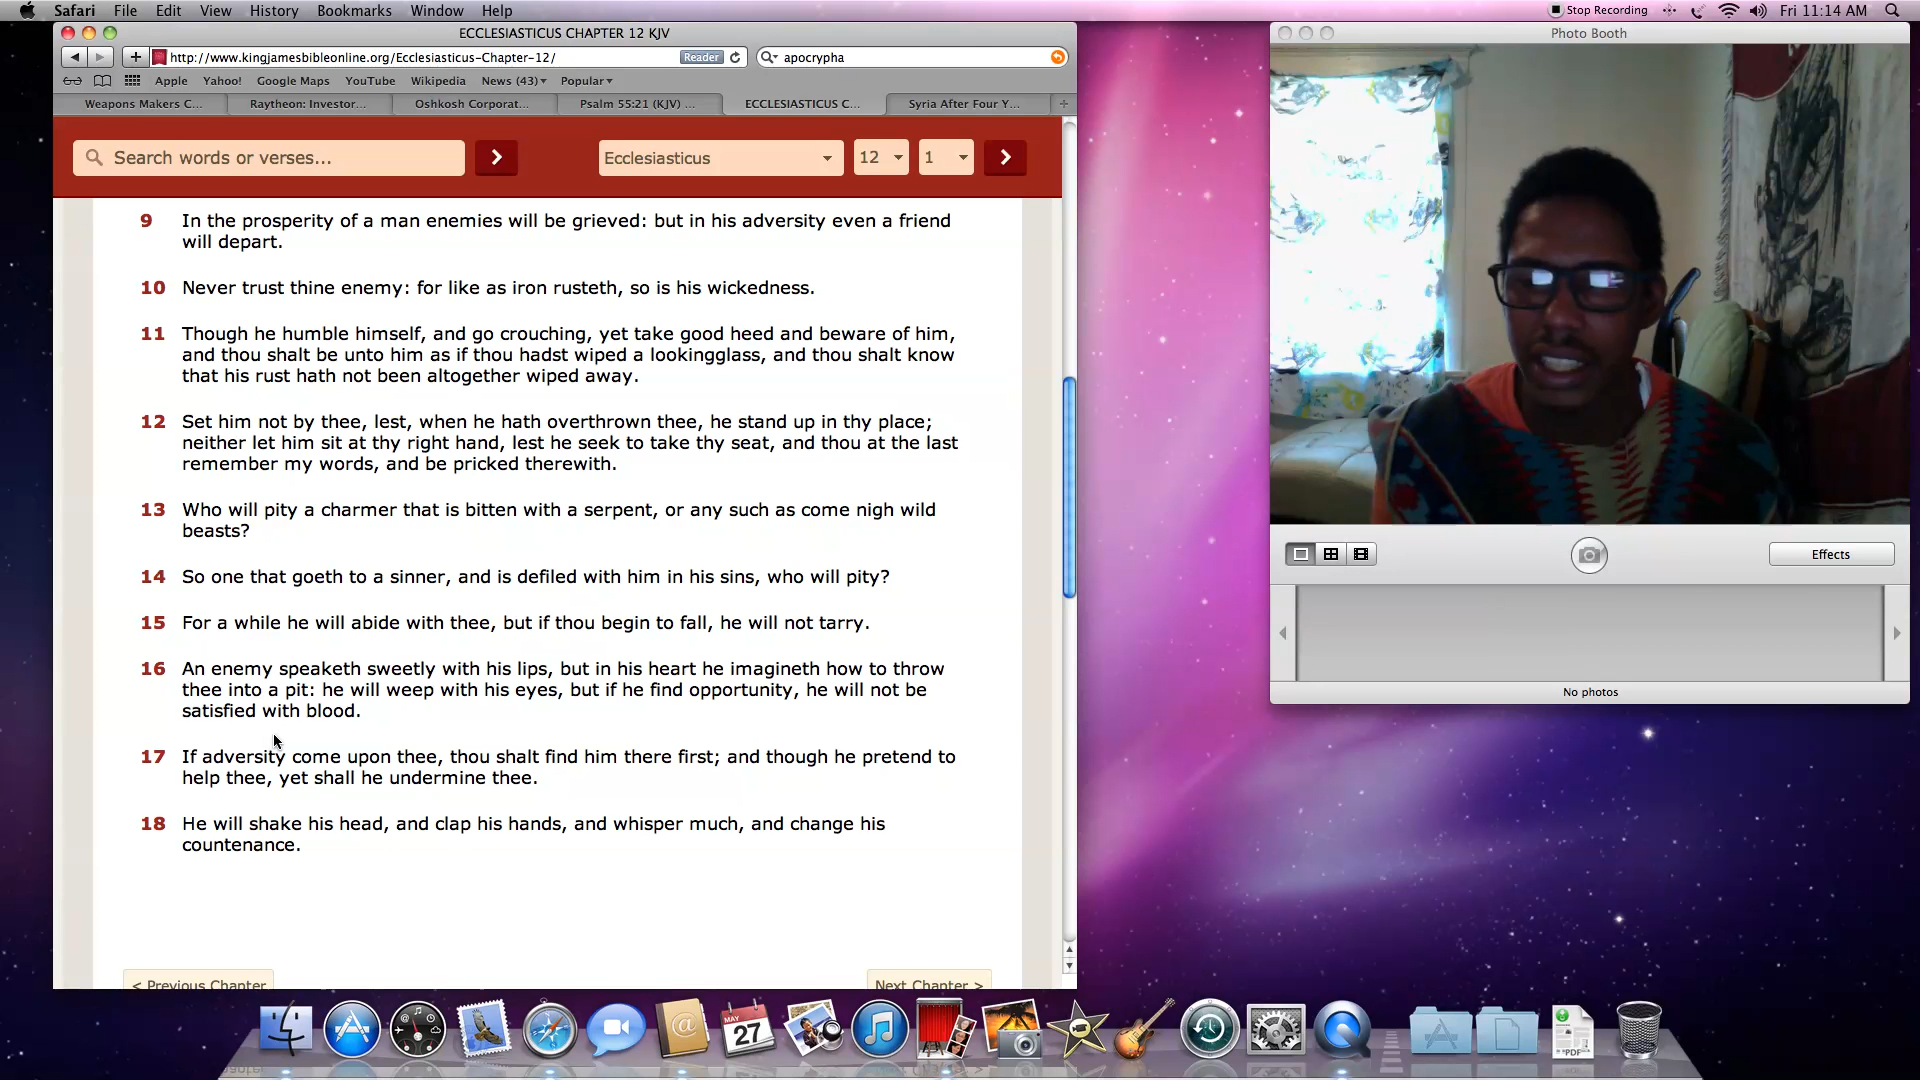 Safari File Edit View History Bookmarks Window Help
Stop Recording Fri 11:14 AM
ECCLESIASTICUS CHAPTER 12 KJV
http://www.kingjamesbibleonline.org/Ecclesiasticus-Chapter-12/ Reader apocrypha
Apple Yahoo! Google Maps YouTube Wikipedia News (43) Popular
Weapons Makers C... Raytheon: Investor... Oshkosh Corporat... Psalm 55:21 (KJV) ... ECCLESIASTICUS C... Syria After Four Y...
Search words or verses... Ecclesiasticus 12 1
9 In the prosperity of a man enemies will be grieved: but in his adversity even a friend
will depart.
10 Never trust thine enemy: for like as iron rusteth, so is his wickedness.
11 Though he humble himself, and go crouching, yet take good heed and beware of him,
and thou shalt be unto him as if thou hadst wiped a lookingglass, and thou shalt know
that his rust hath not been altogether wiped away.
12 Set him not by thee, lest, when he hath overthrown thee, he stand up in thy place;
neither let him sit at thy right hand, lest he seek to take thy seat, and thou at the last
remember my words, and be pricked therewith.
13 Who will pity a charmer that is bitten with a serpent, or any such as come nigh wild
beasts?
14 So one that goeth to a sinner, and is defiled with him in his sins, who will pity?
15 For a while he will abide with thee, but if thou begin to fall, he will not tarry.
16 An enemy speaketh sweetly with his lips, but in his heart he imagineth how to throw
thee into a pit: he will weep with his eyes, but if he find opportunity, he will not be
satisfied with blood.
17 If adversity come upon thee, thou shalt find him there first; and though he pretend to
help thee, yet shall he undermine thee.
18 He will shake his head, and clap his hands, and whisper much, and change his
countenance.
< Previous Chapter Next Chapter >
Photo Booth
Effects
No photos
MAY
27
PDF